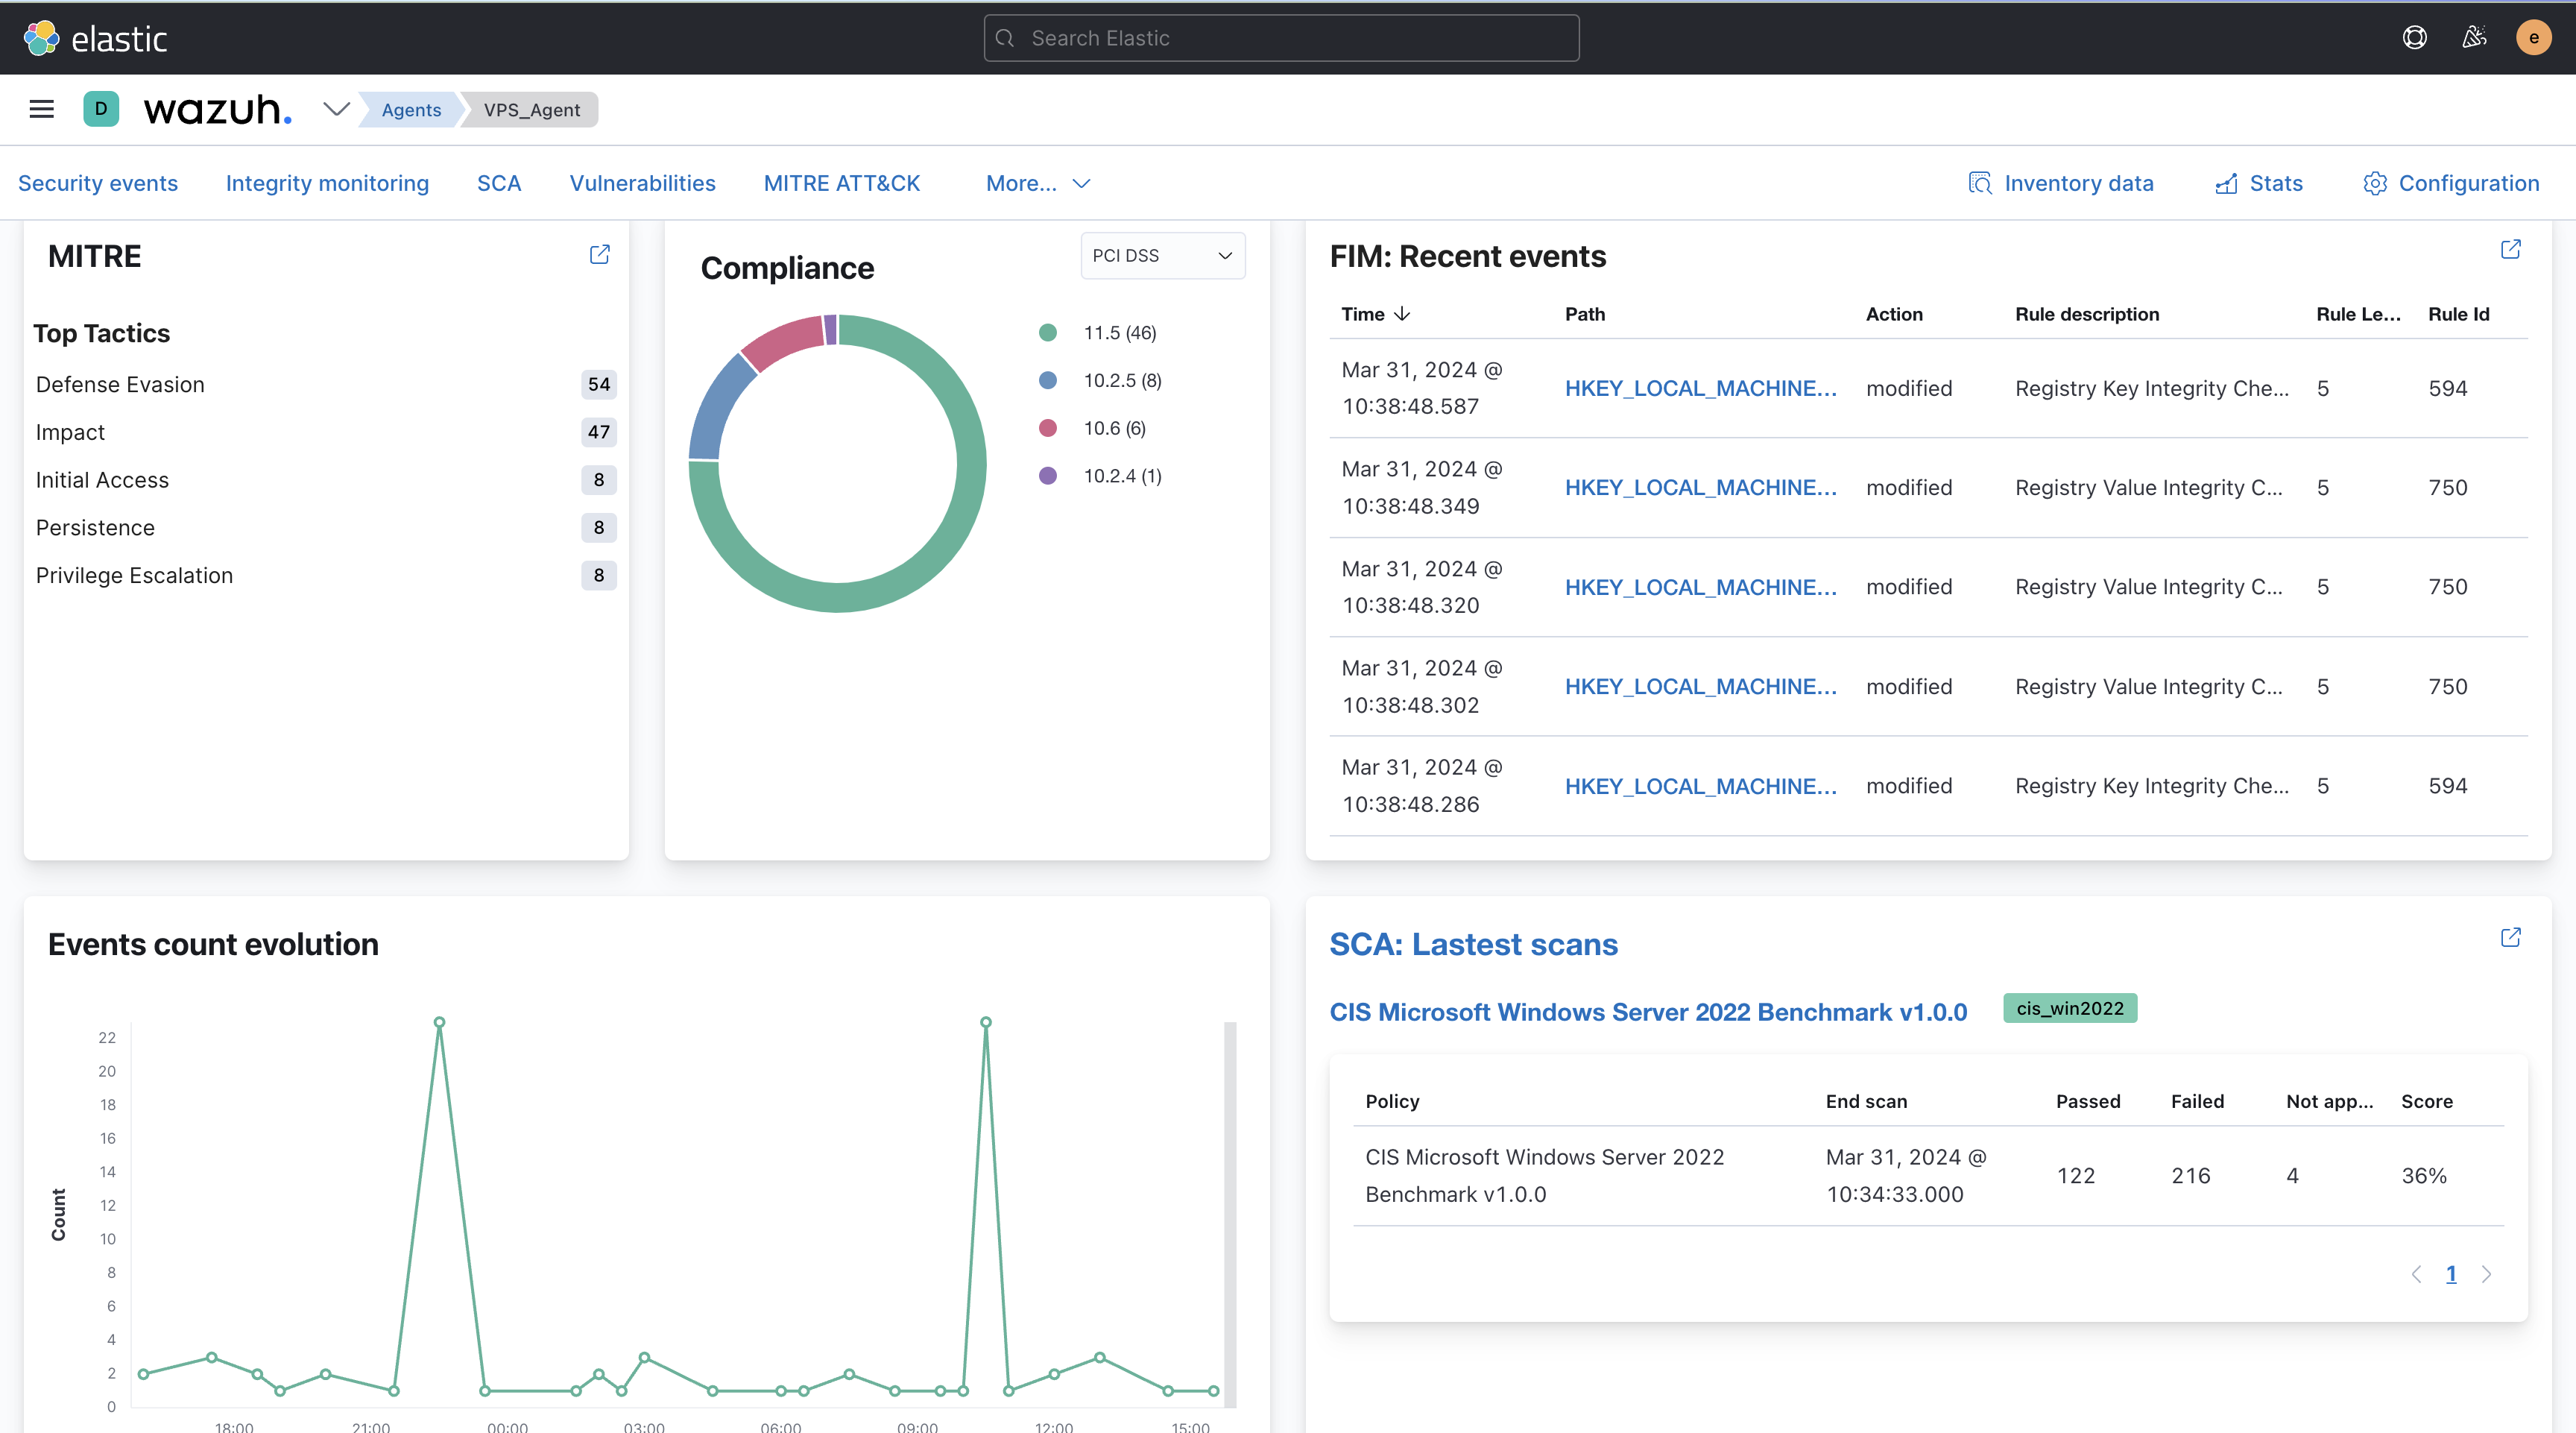 elastic
Search Elastic
e
D
wazuh.
Agents
VPS_Agent
Security events
Integrity monitoring
SCA
Vulnerabilities
MITRE ATT&CK
More...
Inventory data
Stats
Configuration
MITRE
Top Tactics
Defense Evasion 54
Impact 47
Initial Access 8
Persistence 8
Privilege Escalation 8
Compliance
PCI DSS
11.5 (46)
10.2.5 (8)
10.6 (6)
10.2.4 (1)
FIM: Recent events
Time Path Action Rule description Rule Le... Rule Id
Mar 31, 2024 @
10:38:48.587
HKEY_LOCAL_MACHINE... modified Registry Key Integrity Che... 5 594
Mar 31, 2024 @
10:38:48.349
HKEY_LOCAL_MACHINE... modified Registry Value Integrity C... 5 750
Mar 31, 2024 @
10:38:48.320
HKEY_LOCAL_MACHINE... modified Registry Value Integrity C... 5 750
Mar 31, 2024 @
10:38:48.302
HKEY_LOCAL_MACHINE... modified Registry Value Integrity C... 5 750
Mar 31, 2024 @
10:38:48.286
HKEY_LOCAL_MACHINE... modified Registry Key Integrity Che... 5 594
Events count evolution
Count
22
20
18
16
14
12
10
8
6
4
2
0
18:00 21:00 00:00 03:00 06:00 09:00 12:00 15:00
SCA: Lastest scans
CIS Microsoft Windows Server 2022 Benchmark v1.0.0
cis_win2022
Policy End scan Passed Failed Not app... Score
CIS Microsoft Windows Server 2022
Benchmark v1.0.0
Mar 31, 2024 @
10:34:33.000
122 216 4 36%
1